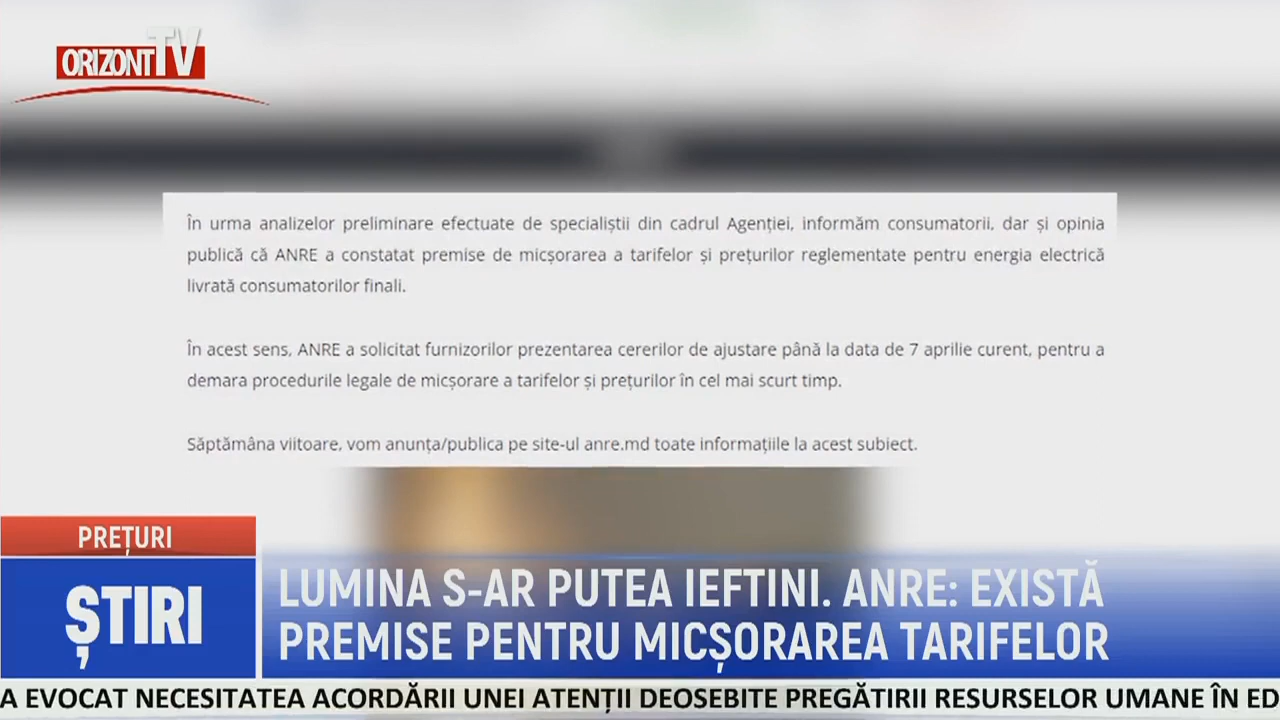 ORIZONT TV
În urma analizelor preliminare efectuate de specialiștii din cadrul Agenției, informăm consumatorii, dar și opinia
publică că ANRE a constatat premise de micșorarea a tarifelor și prețurilor reglementate pentru energia electrică
livrată consumatorilor finali.
În acest sens, ANRE a solicitat furnizorilor prezentarea cererilor de ajustare până la data de 7 aprilie curent, pentru a
demara procedurile legale de micșorare a tarifelor și prețurilor în cel mai scurt timp.
Săptămâna viitoare, vom anunța/publica pe site-ul anre.md toate informațiile la acest subiect.
PREȚURI
ȘTIRI
LUMINA S-AR PUTEA IEFTINI. ANRE: EXISTĂ
PREMISE PENTRU MICȘORAREA TARIFELOR
A EVOCAT NECESITATEA ACORDĂRII UNEI ATENȚII DEOSEBITE PREGĂTIRII RESURSELOR UMANE ÎN ED